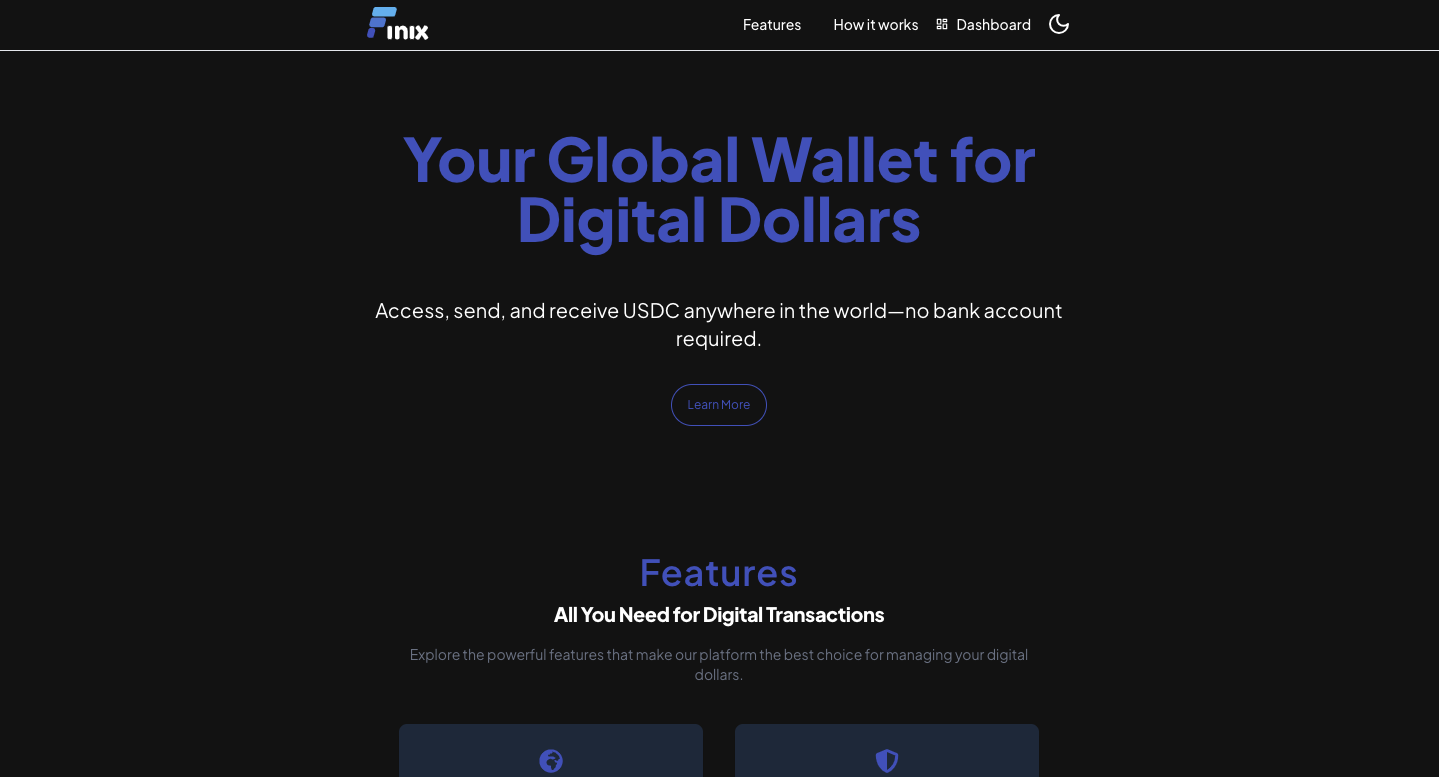 Finix
Features
How it works
Dashboard
Your Global Wallet for
Digital Dollars
Access, send, and receive USDC anywhere in the world—no bank account
required.
Learn More
Features
All You Need for Digital Transactions
Explore the powerful features that make our platform the best choice for managing your digital
dollars.